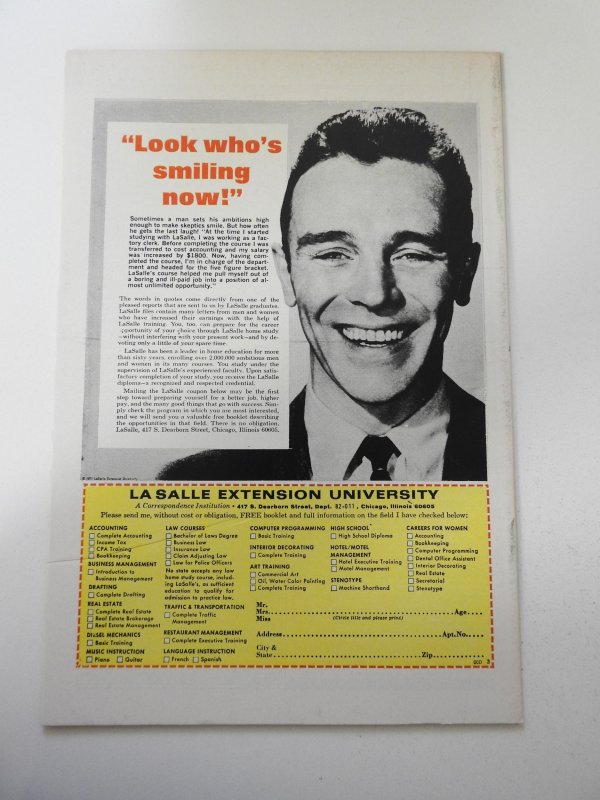 “Look who’s
smiling
now!”
Sometimes a man sets his ambitions high
enough to make skeptics smile. But how often
he gets the last laugh! “At the time I started
studying with LaSalle, I was working as a fac-
tory clerk. Before completing the course I was
transferred to cost accounting and my salary
was increased by $1800. Now, having com-
pleted the course, I’m in charge of the depart-
ment and headed for the five figure bracket.
LaSalle’s course helped me pull myself out of
a boring and ill-paid job into a position of al-
most unlimited opportunity.”
The words in quotes come directly from one of the
pleased reports that are sent to us by LaSalle graduates.
LaSalle files contain many letters from men and women
who have increased their earnings with the help of
LaSalle training. You, too, can prepare for the career
opportunity of your choice through LaSalle home study
—without interfering with your present work—and by de-
voting only a little of your spare time.
LaSalle has been a leader in home education for more
than sixty years, enrolling over 2,000,000 ambitious men
and women in its many courses. You study under the
supervision of LaSalle’s experienced faculty. Upon satis-
factory completion of your study, you receive the LaSalle
diploma—a recognized and respected credential.
Mailing the LaSalle coupon below may be the first
step toward preparing yourself for a better job, higher
pay, and the many good things that go with success. Sim-
ply check the program in which you are most interested,
and we will send you a valuable free booklet describing
the opportunities in that field. There is no obligation.
LaSalle, 417 S. Dearborn Street, Chicago, Illinois 60605.
LaSalle Extension University
LA SALLE EXTENSION UNIVERSITY
A Correspondence Institution • 417 S. Dearborn Street, Dept. 82-011, Chicago, Illinois 60605
Please send me, without cost or obligation, FREE booklet and full information on the field I have checked below:
ACCOUNTING
Complete Accounting
Income Tax
CPA Training
Bookkeeping
BUSINESS MANAGEMENT
Introduction to
Business Management
DRAFTING
Complete Drafting
REAL ESTATE
Complete Real Estate
Real Estate Brokerage
Real Estate Management
DIESEL MECHANICS
Basic Training
MUSIC INSTRUCTION
Piano Guitar
LAW COURSES
Bachelor of Laws Degree
Business Law
Insurance Law
Claim Adjusting Law
Law for Police Officers
No state accepts any law
home study course, includ-
ing LaSalle’s, as sufficient
education to qualify for
admission to practice law.
TRAFFIC & TRANSPORTATION
Complete Traffic
Management
RESTAURANT MANAGEMENT
Complete Executive Training
LANGUAGE INSTRUCTION
French Spanish
COMPUTER PROGRAMMING
Basic Training
INTERIOR DECORATING
Complete Training
ART TRAINING
Commercial Art
Oil, Water Color Painting
Complete Training
HIGH SCHOOL
High School Diploma
HOTEL/MOTEL
MANAGEMENT
Hotel Executive Training
Motel Management
STENOTYPE
Machine Shorthand
CAREERS FOR WOMEN
Accounting
Bookkeeping
Computer Programming
Dental Office Assistant
Interior Decorating
Real Estate
Secretarial
Stenotype
Mr.
Mrs. Age
Miss (Circle title and please print)
Address Apt.No.
City &
State Zip
3